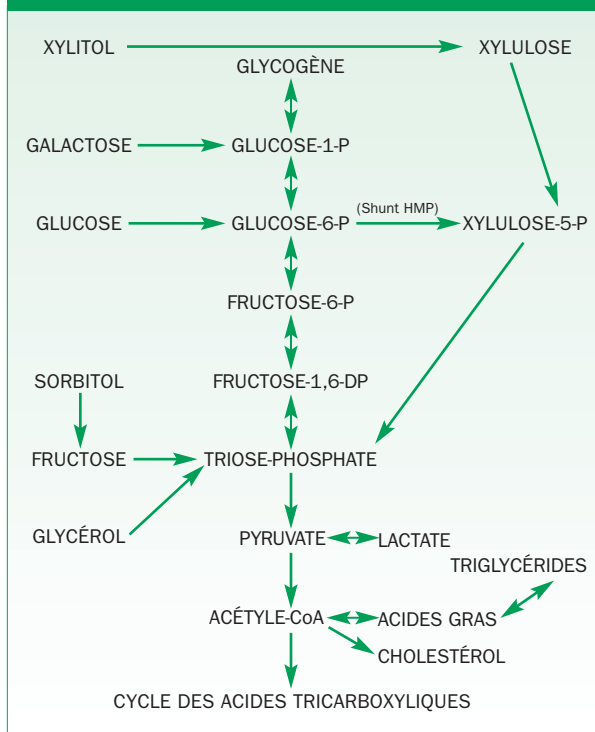 XYLITOL XYLULOSE
GLYCOGÈNE
GALACTOSE GLUCOSE-1-P
(Shunt HMP)
GLUCOSE GLUCOSE-6-P XYLULOSE-5-P
FRUCTOSE-6-P
SORBITOL FRUCTOSE-1,6-DP
FRUCTOSE TRIOSE-PHOSPHATE
GLYCÉROL PYRUVATE LACTATE
TRIGLYCÉRIDES
ACÉTYLE-CoA ACIDES GRAS
CHOLESTÉROL
CYCLE DES ACIDES TRICARBOXYLIQUES